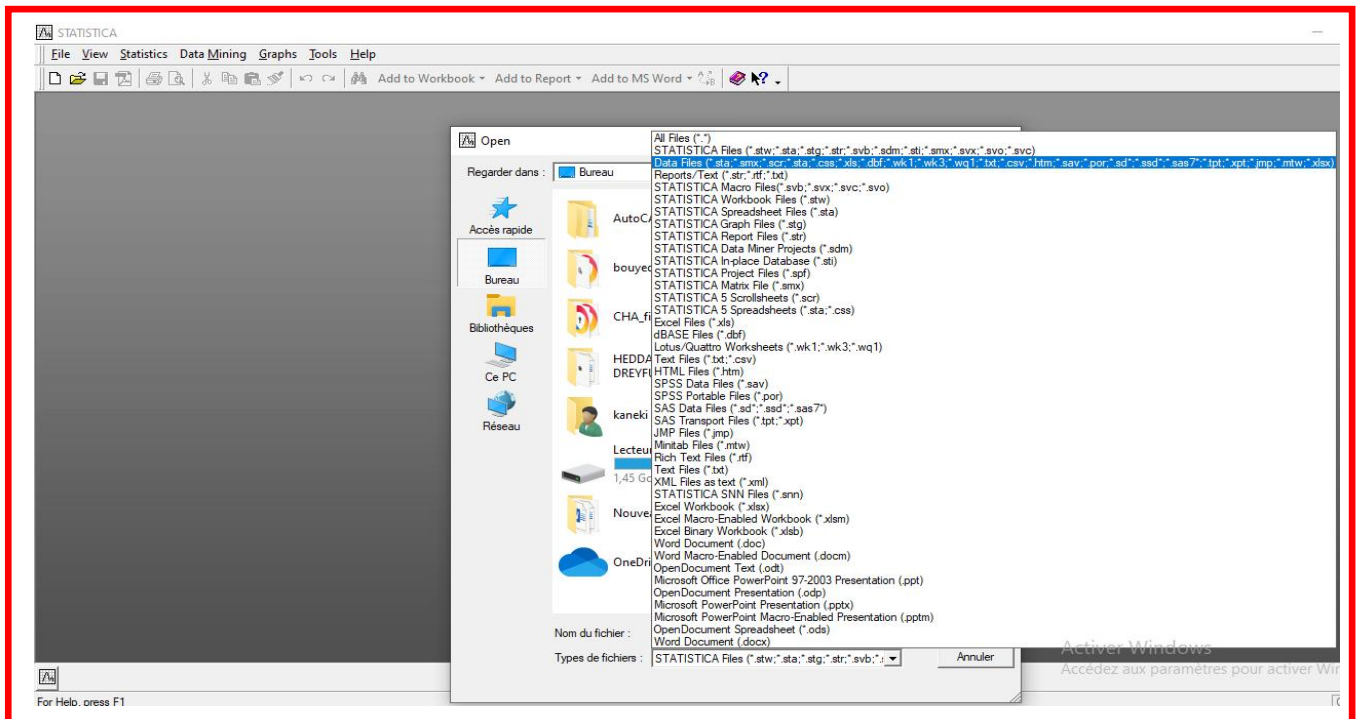 STATISTICA
File View Statistics Data Mining Graphs Tools Help
Add to Workbook Add to Report Add to MS Word
Open
Regarder dans :
Bureau
Accès rapide
Bureau
Bibliothèques
Ce PC
Réseau
AutoCA
bouyed
CHA_fi
HEDDA
DREYFU
kaneki
Lecteur
1,45 Go
Nouve
OneDri
All Files (*.*)
STATISTICA Files (*.stw;*.sta;*.stg;*.str;*.svb;*.sdm;*.sti;*.smx;*.svx;*.svo;*.svc)
Data Files (*.sta;*.smx;*.scr;*.sta;*.css;*.xls;*.dbf;*.wk1;*.wk3;*.wq1;*.txt;*.csv;*.htm;*.sav;*.por;*.sd*;*.ssd*;*.sas7*;*.tpt;*.xpt;*.jmp;*.mtw;*.xlsx)
Reports/Text (*.str;*.rtf;*.txt)
STATISTICA Macro Files(*.svb;*.svx;*.svc;*.svo)
STATISTICA Workbook Files (*.stw)
STATISTICA Spreadsheet Files (*.sta)
STATISTICA Graph Files (*.stg)
STATISTICA Report Files (*.str)
STATISTICA Data Miner Projects (*.sdm)
STATISTICA In-place Database (*.sti)
STATISTICA Project Files (*.spf)
STATISTICA Matrix File (*.smx)
STATISTICA 5 Scrollsheets (*.scr)
STATISTICA 5 Spreadsheets (*.sta;*.css)
Excel Files (*.xls)
dBASE Files (*.dbf)
Lotus/Quattro Worksheets (*.wk1;*.wk3;*.wq1)
Text Files (*.txt;*.csv)
HTML Files (*.htm)
SPSS Data Files (*.sav)
SPSS Portable Files (*.por)
SAS Data Files (*.sd*;*.ssd*;*.sas7*)
SAS Transport Files (*.tpt;*.xpt)
JMP Files (*.jmp)
Minitab Files (*.mtw)
Rich Text Files (*.rtf)
Text Files (*.txt)
XML Files as text (*.xml)
STATISTICA SNN Files (*.snn)
Excel Workbook (*.xlsx)
Excel Macro-Enabled Workbook (*.xlsm)
Excel Binary Workbook (*.xlsb)
Word Document (.doc)
Word Macro-Enabled Document (.docm)
OpenDocument Text (.odt)
Microsoft Office PowerPoint 97-2003 Presentation (.ppt)
OpenDocument Presentation (.odp)
Microsoft PowerPoint Presentation (.pptx)
Microsoft PowerPoint Macro-Enabled Presentation (.pptm)
OpenDocument Spreadsheet (*.ods)
Word Document (.docx)
Nom du fichier :
Types de fichiers :
STATISTICA Files (*.stw;*.sta;*.stg;*.str;*.svb;*.
Annuler
Activer Windows
Accédez aux paramètres pour activer Win
For Help, press F1